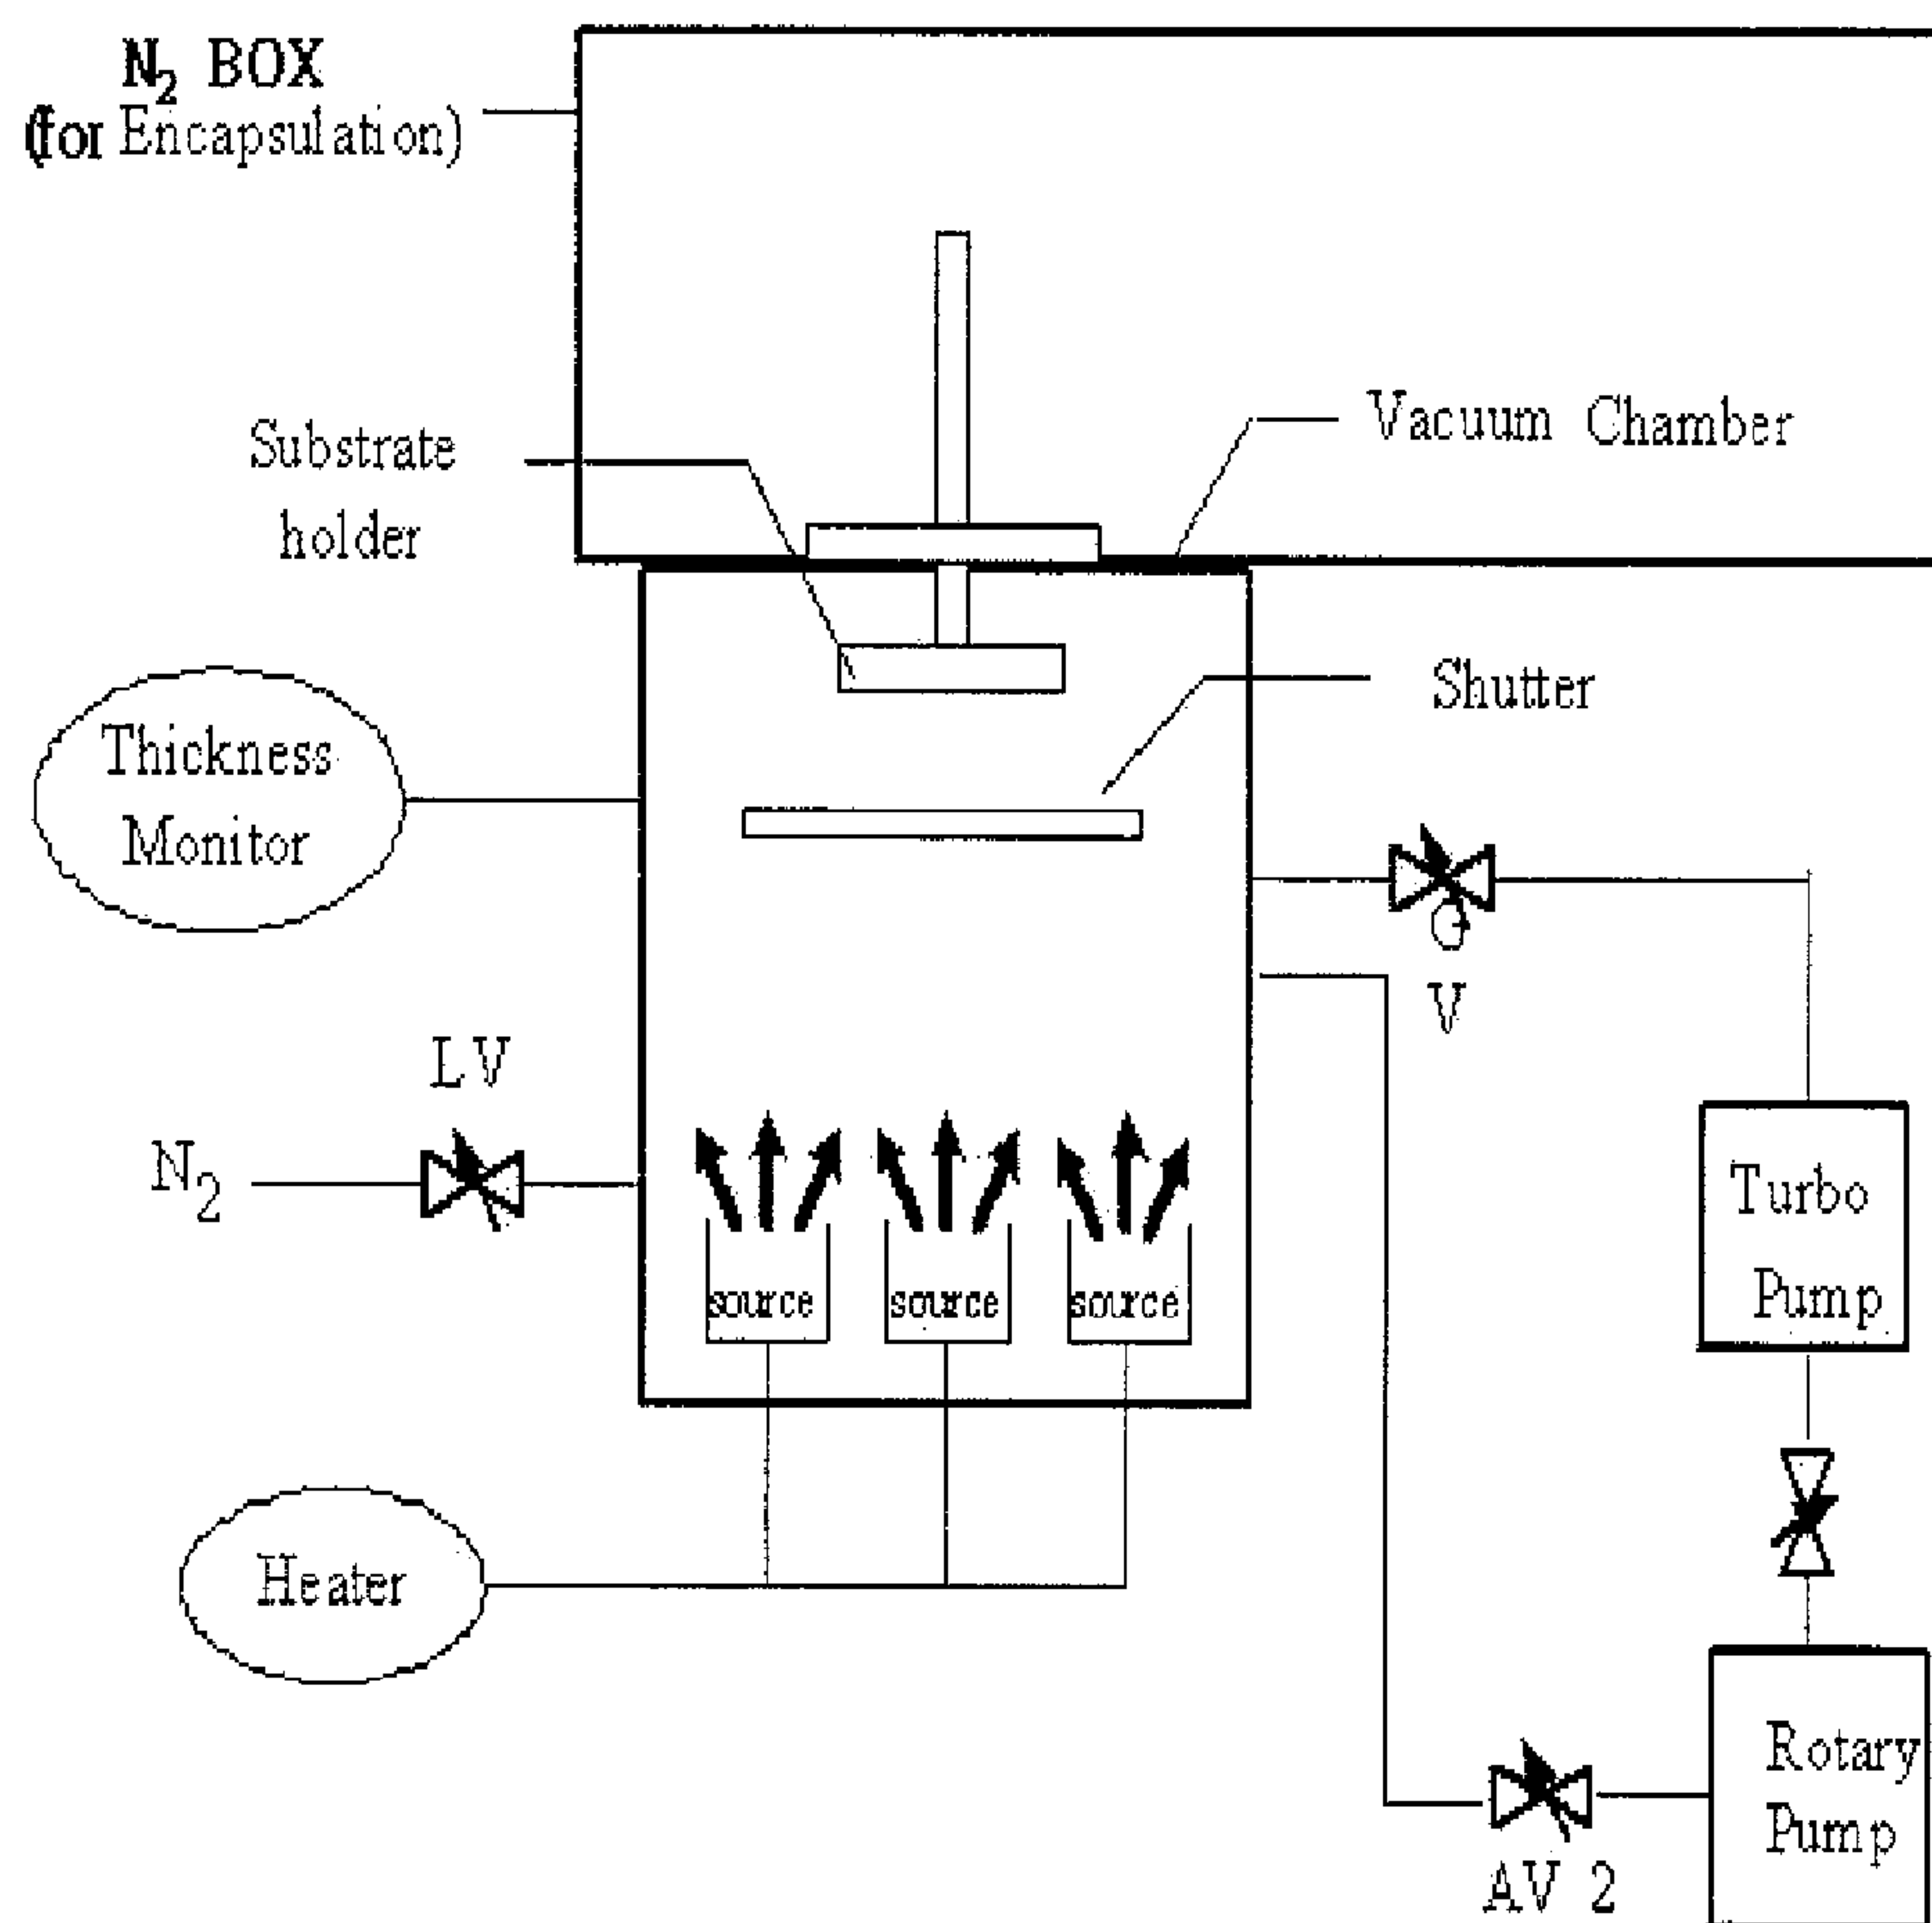 N₂ BOX
(for Encapsulation)
Substrate
holder
Vacuum Chamber
Shutter
Thickness
Monitor
G
V
LV
N₂
Turbo
Pump
source source source
Heater
Rotary
Pump
AV 2